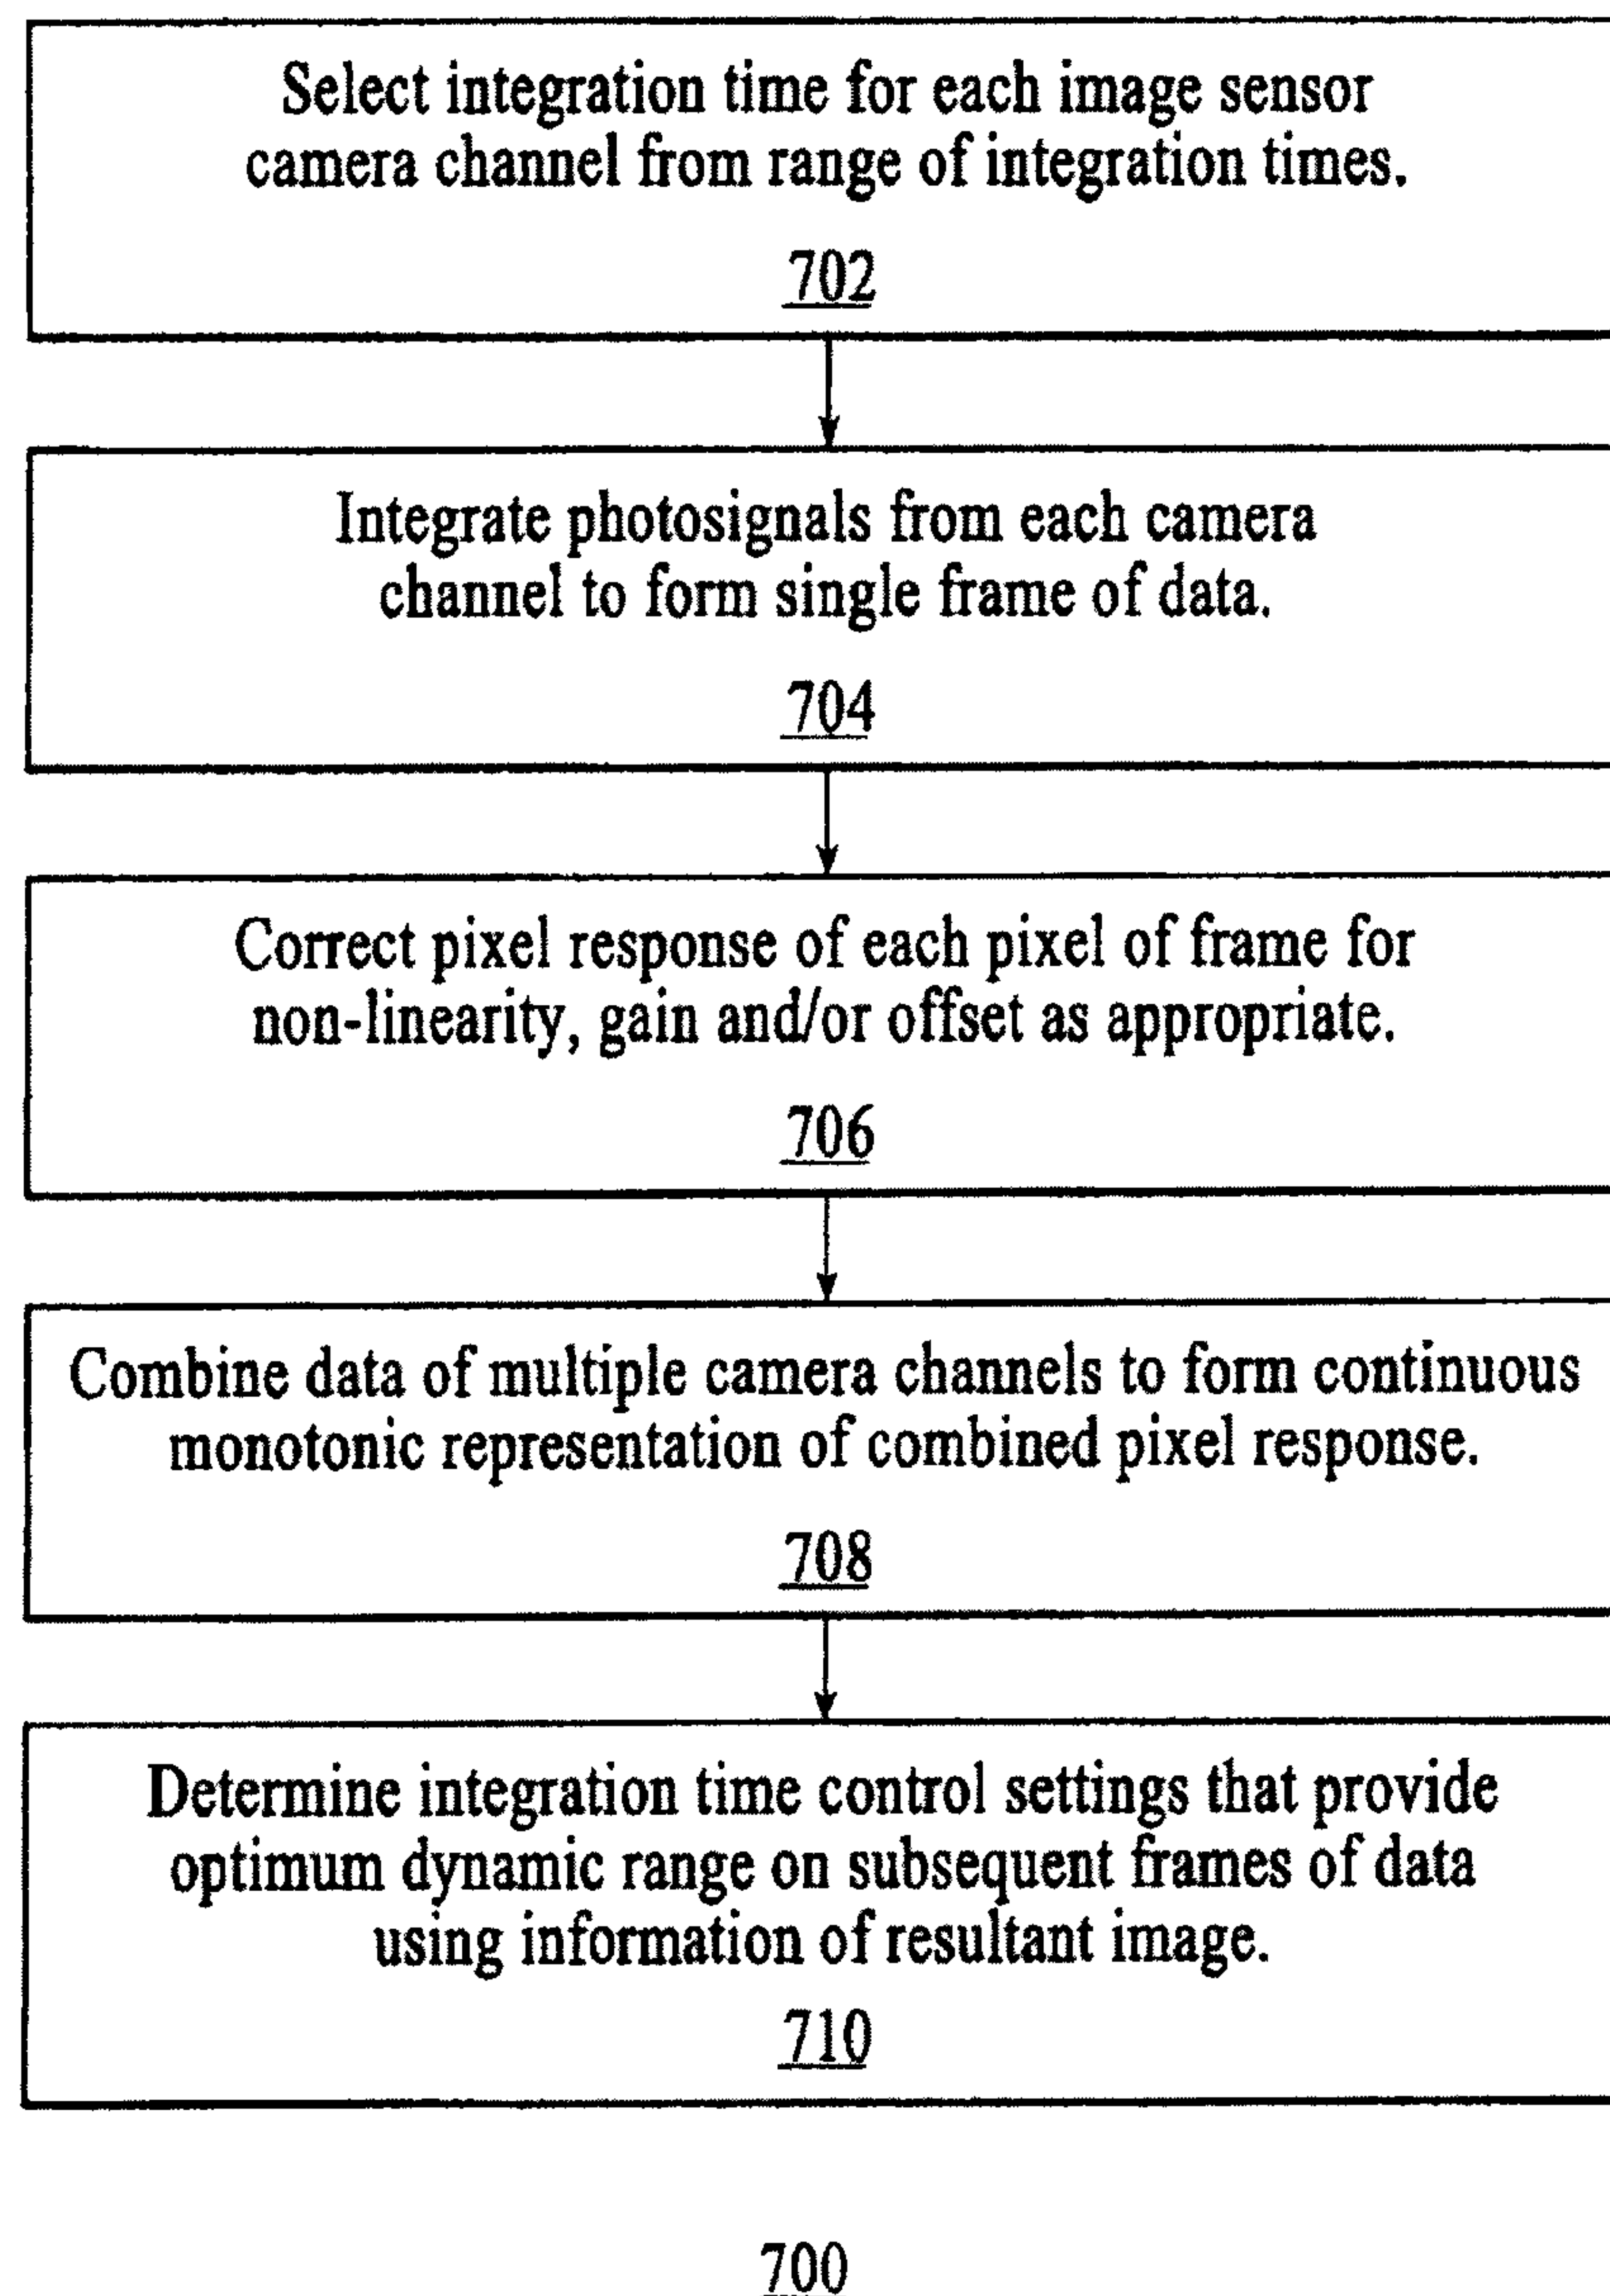 Select integration time for each image sensor
camera channel from range of integration times.
702
Integrate photosignals from each camera
channel to form single frame of data.
704
Correct pixel response of each pixel of frame for
non-linearity, gain and/or offset as appropriate.
706
Combine data of multiple camera channels to form continuous
monotonic representation of combined pixel response.
708
Determine integration time control settings that provide
optimum dynamic range on subsequent frames of data
using information of resultant image.
710
700